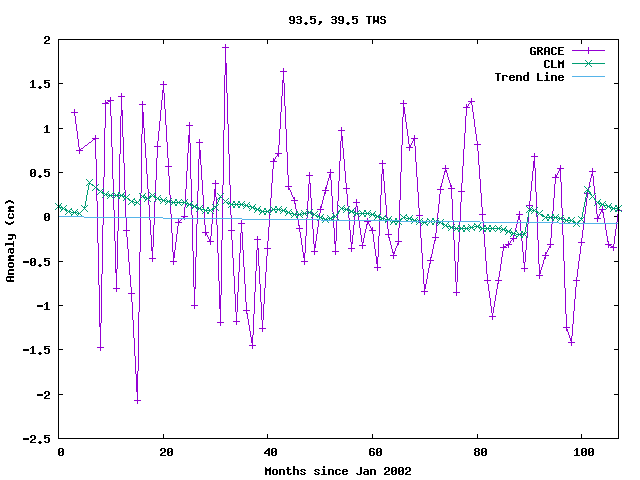 93.5, 39.5 TWS
GRACE
CLM
Trend Line
2
1.5
1
0.5
0
-0.5
-1
-1.5
-2
-2.5
Anomaly (cm)
0 20 40 60 80 100
Months since Jan 2002